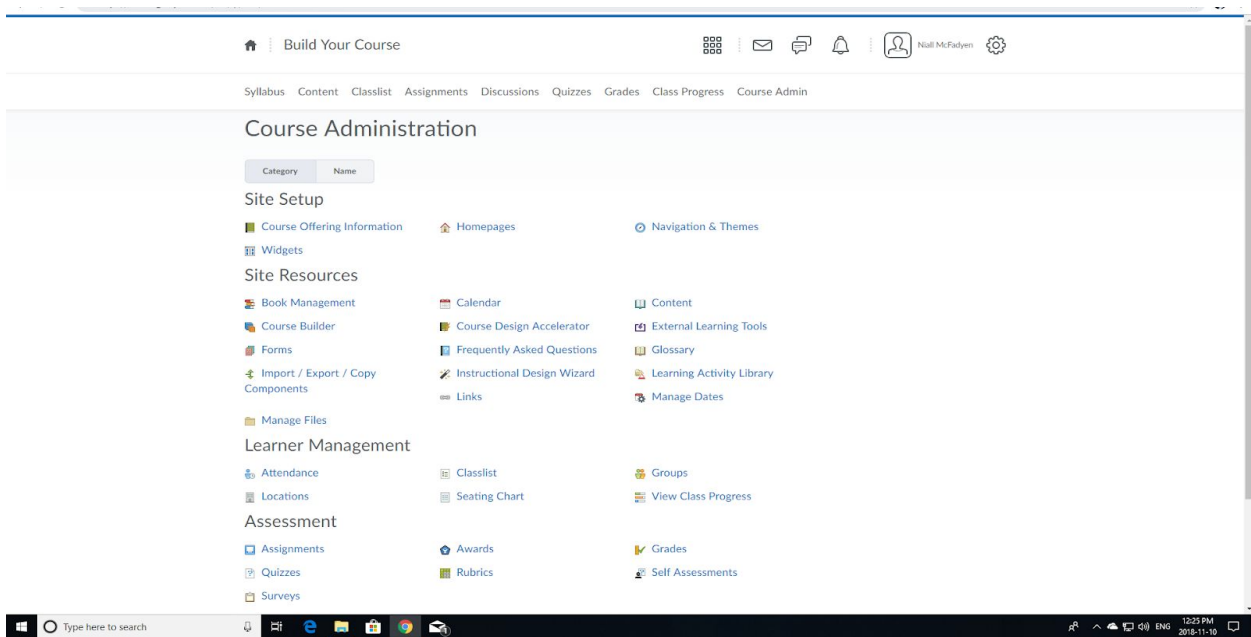 Build Your Course
Niall McFadyen
Syllabus Content Classlist Assignments Discussions Quizzes Grades Class Progress Course Admin
Course Administration
Category Name
Site Setup
Course Offering Information Homepages Navigation & Themes
Widgets
Site Resources
Book Management Calendar Content
Course Builder Course Design Accelerator External Learning Tools
Forms Frequently Asked Questions Glossary
Import / Export / Copy Instructional Design Wizard Learning Activity Library
Components
Links Manage Dates
Manage Files
Learner Management
Attendance Classlist Groups
Locations Seating Chart View Class Progress
Assessment
Assignments Awards Grades
Quizzes Rubrics Self Assessments
Surveys
Type here to search ENG 12:25 PM
2018-11-10